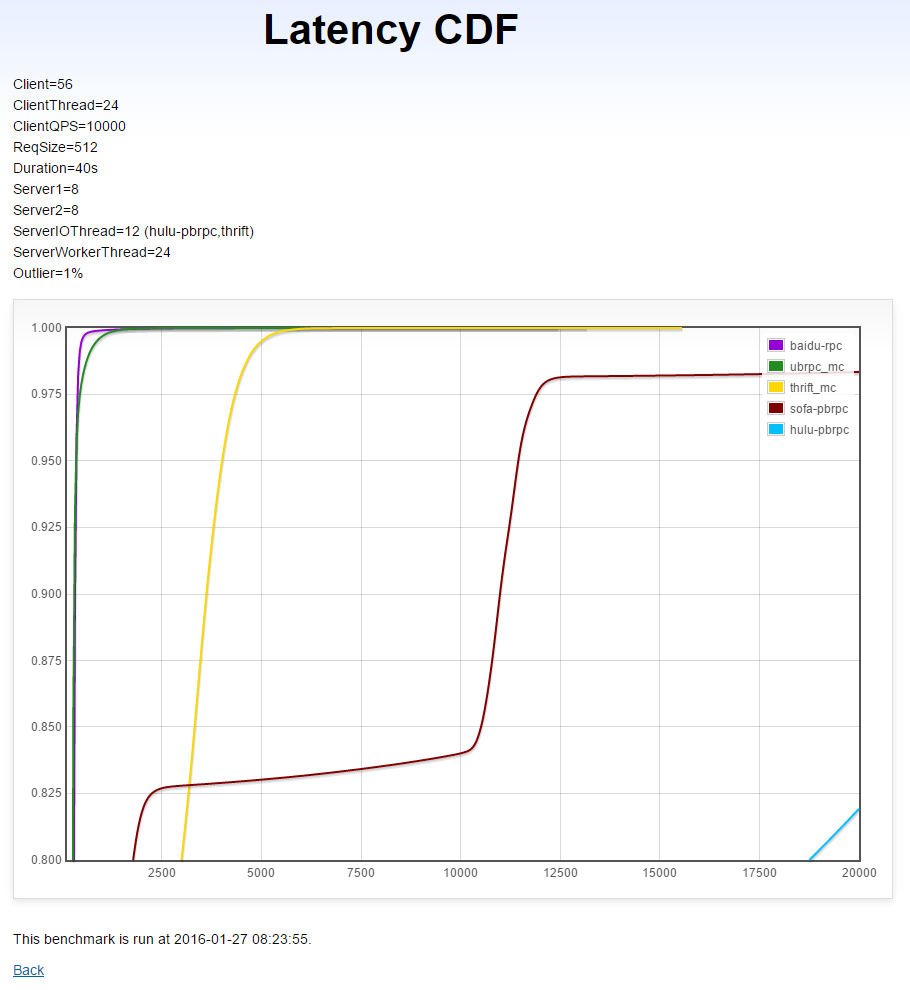 Latency CDF
Client=56
ClientThread=24
ClientQPS=10000
ReqSize=512
Duration=40s
Server1=8
Server2=8
ServerIOThread=12 (hulu-pbrpc,thrift)
ServerWorkerThread=24
Outlier=1%
1.000
0.975
0.950
0.925
0.900
0.875
0.850
0.825
0.800
baidu-rpc
ubrpc_mc
thrift_mc
sofa-pbrpc
hulu-pbrpc
2500 5000 7500 10000 12500 15000 17500 20000
This benchmark is run at 2016-01-27 08:23:55.
Back